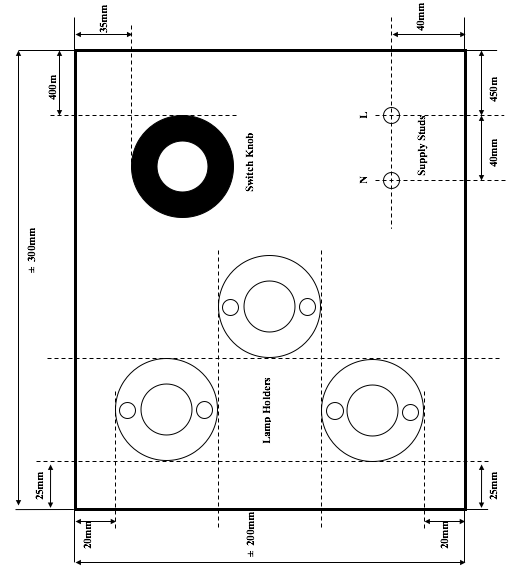 35mm
40mm
400m
450m
L
Switch Knob
Supply Studs
40mm
N
± 300mm
Lamp Holders
25mm
25mm
20mm
± 200mm
20mm